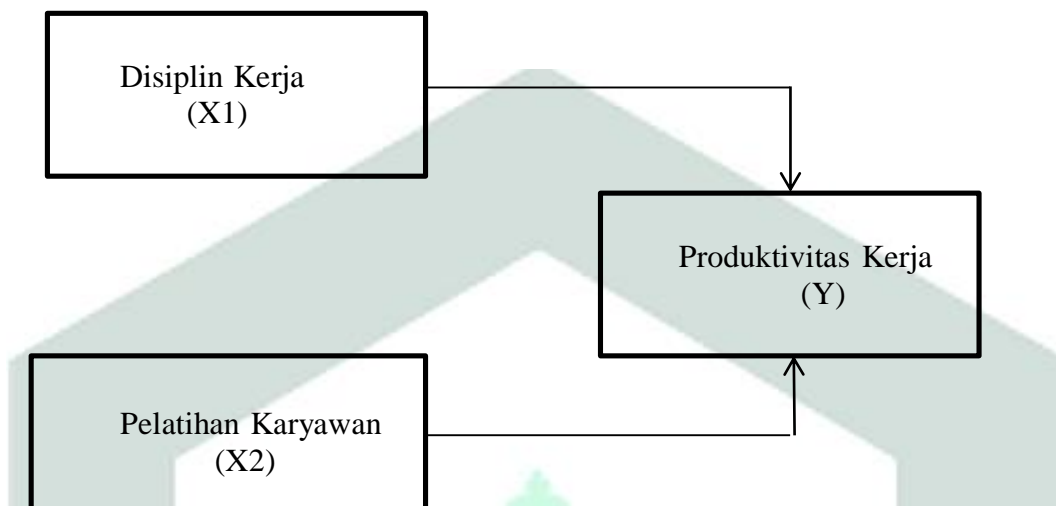 Disiplin Kerja
(X1)
Produktivitas Kerja
(Y)
Pelatihan Karyawan
(X2)